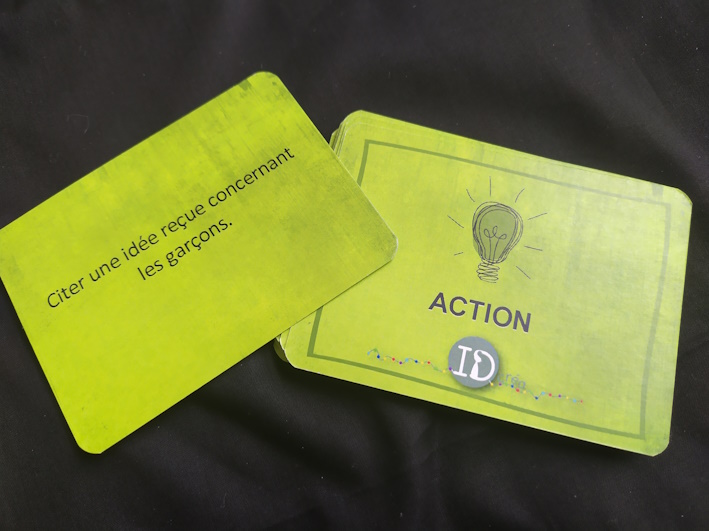 Citer une idée reçue concernant
les garçons.
ACTION
ID